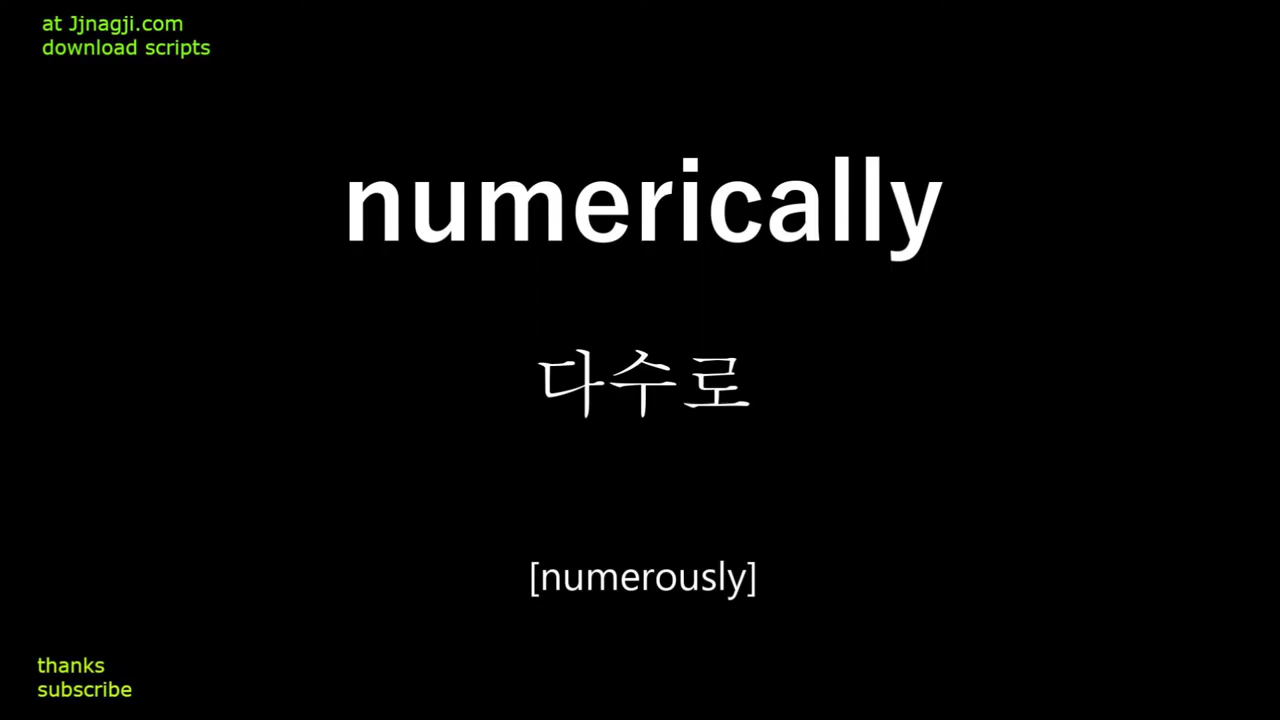 at Jjnagji.com
download scripts
numerically
다수로
[numerously]
thanks
subscribe